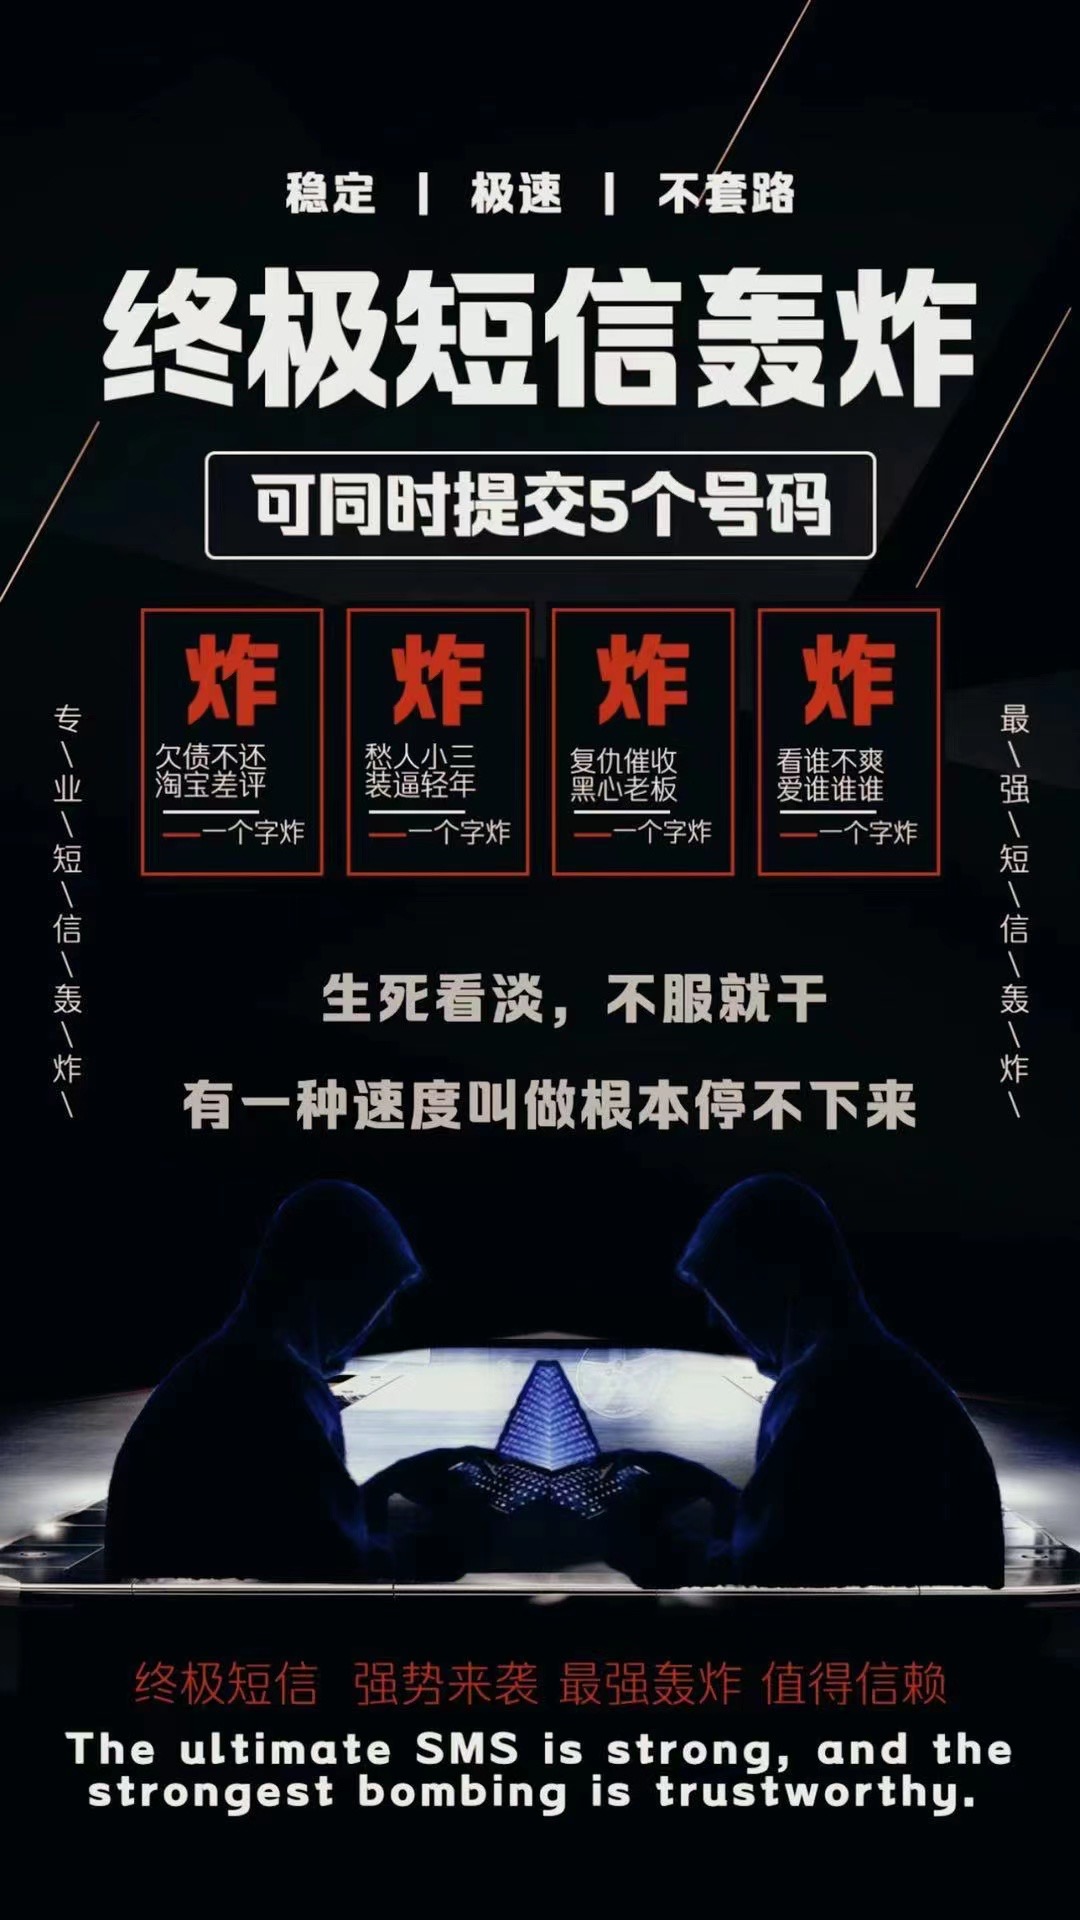 稳定 | 极速 | 不套路
终极短信轰炸
可同时提交5个号码
炸
欠债不还
淘宝差评
一个字炸
炸
愁人小三
装逼轻年
一个字炸
炸
复仇催收
黑心老板
一个字炸
炸
看谁不爽
爱谁谁谁
一个字炸
专\业\短\信\轰\炸\
最\强\短\信\轰\炸\
生死看淡，不服就干
有一种速度叫做根本停不下来
终极短信 强势来袭 最强轰炸 值得信赖
The ultimate SMS is strong, and the
strongest bombing is trustworthy.